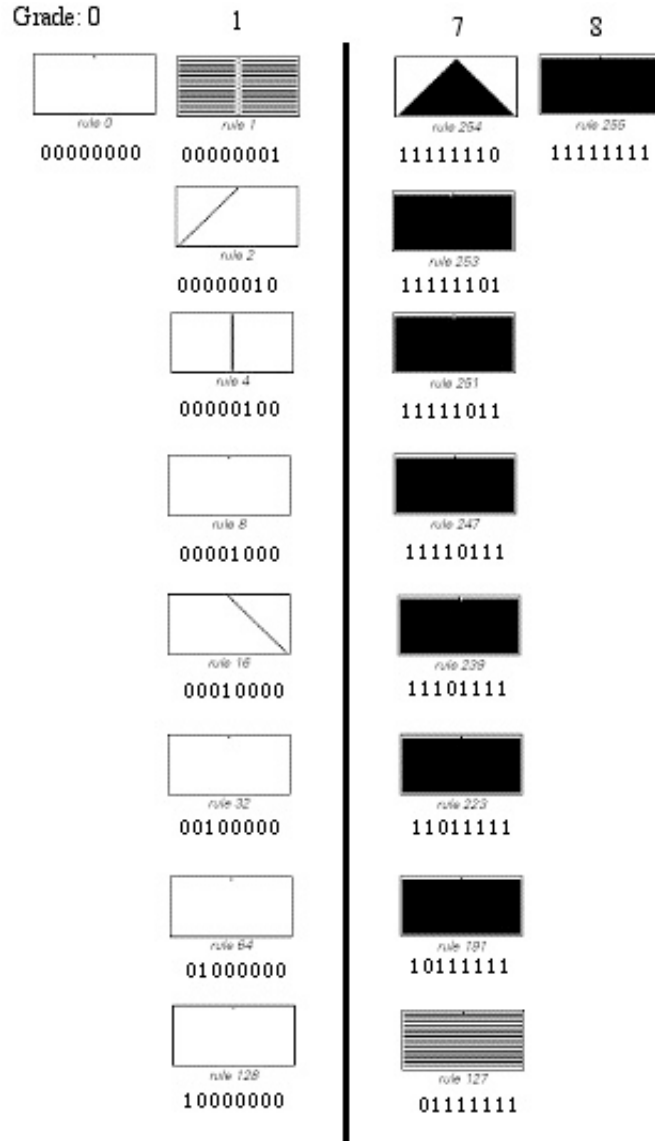 Grade: 0 1 7 8
rule 0 rule 1 rule 254 rule 255
00000000 00000001 11111110 11111111
rule 2 rule 253
00000010 11111101
rule 4 rule 251
00000100 11111011
rule 8 rule 247
00001000 11110111
rule 16 rule 239
00010000 11101111
rule 32 rule 223
00100000 11011111
rule 64 rule 191
01000000 10111111
rule 128 rule 127
10000000 01111111